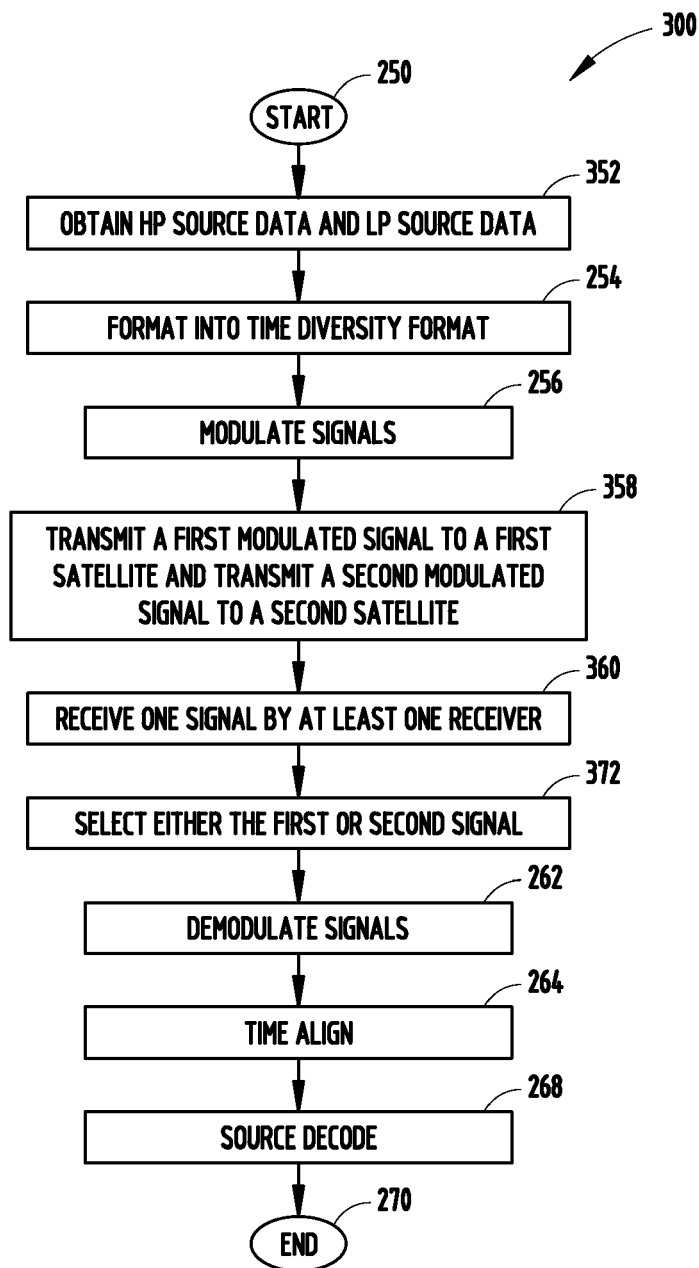 300
250
START
352
OBTAIN HP SOURCE DATA AND LP SOURCE DATA
254
FORMAT INTO TIME DIVERSITY FORMAT
256
MODULATE SIGNALS
358
TRANSMIT A FIRST MODULATED SIGNAL TO A FIRST
SATELLITE AND TRANSMIT A SECOND MODULATED
SIGNAL TO A SECOND SATELLITE
360
RECEIVE ONE SIGNAL BY AT LEAST ONE RECEIVER
372
SELECT EITHER THE FIRST OR SECOND SIGNAL
262
DEMODULATE SIGNALS
264
TIME ALIGN
268
SOURCE DECODE
270
END